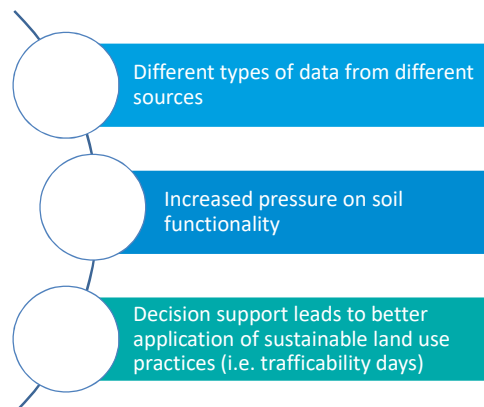 Different types of data from different
sources
Increased pressure on soil
functionality
Decision support leads to better
application of sustainable land use
practices (i.e. trafficability days)